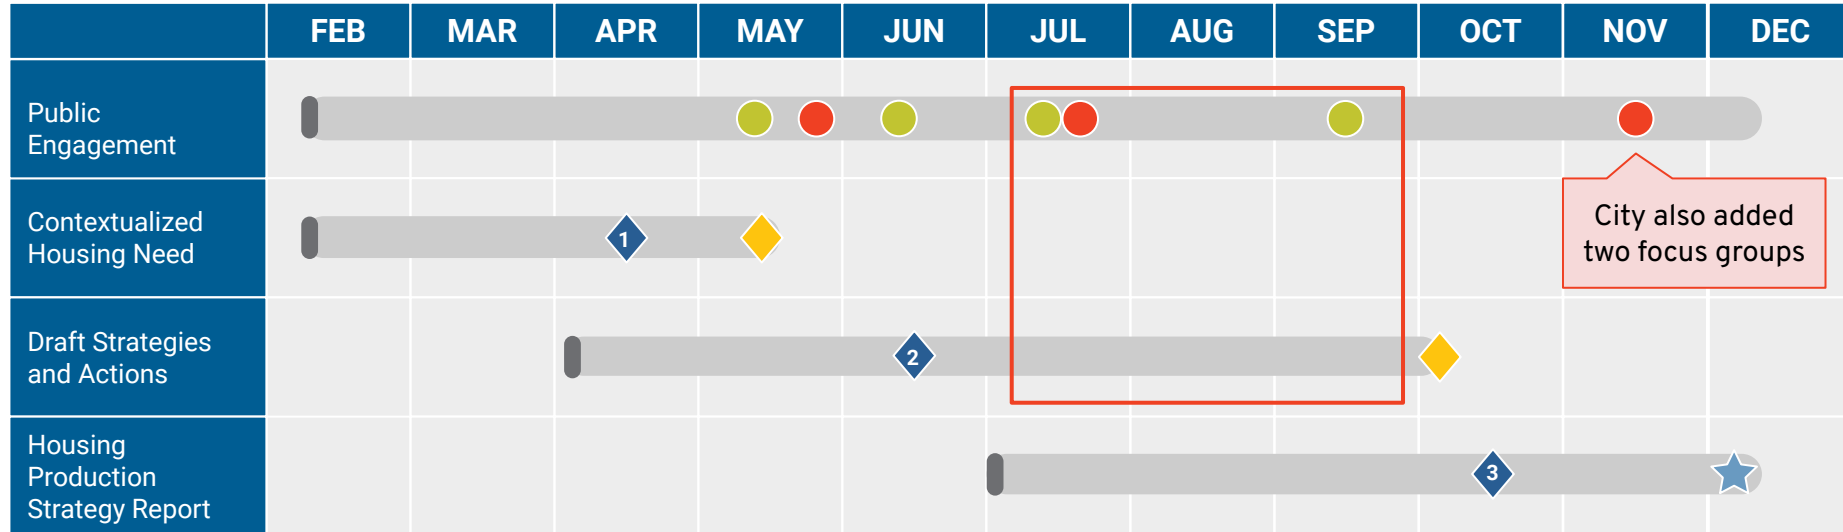 FEB MAR APR MAY JUN JUL AUG SEP OCT NOV DEC
Public
Engagement
City also added
two focus groups
Contextualized
Housing Need
1
Draft Strategies
and Actions
2
Housing
Production
Strategy Report
3